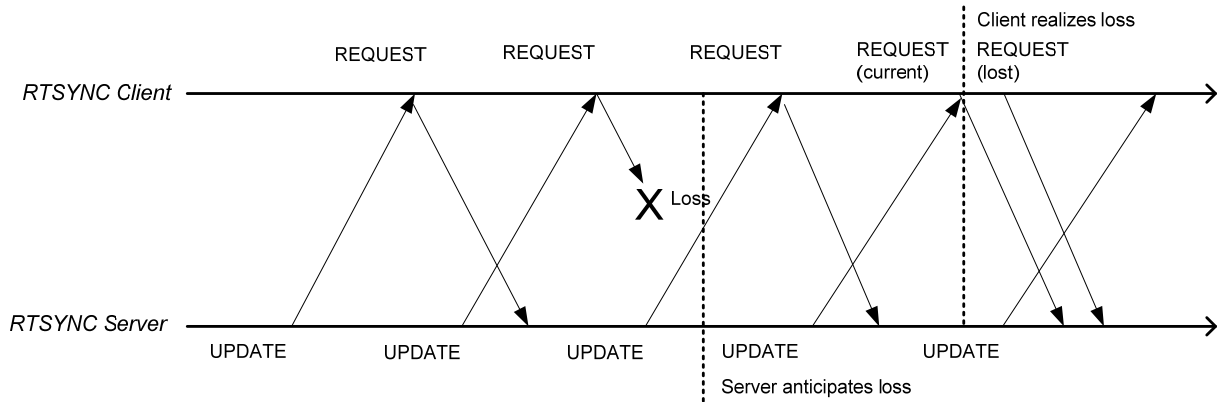 Client realizes loss
REQUEST
REQUEST
REQUEST
REQUEST
(current)
REQUEST
(lost)
RTSYNC Client
X
Loss
RTSYNC Server
UPDATE
UPDATE
UPDATE
UPDATE
UPDATE
Server anticipates loss